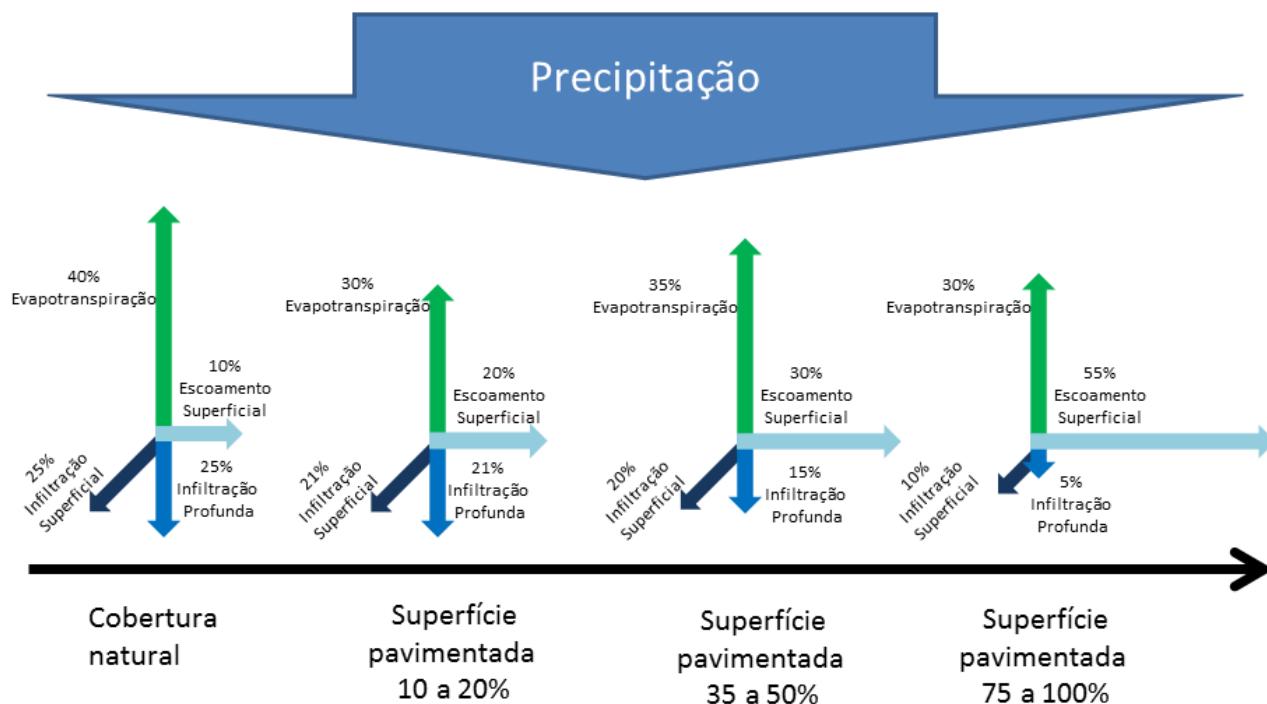 Precipitação
40%
Evapotranspiração
10%
Escoamento
Superficial
25%
Infiltração
Superficial
25%
Infiltração
Profunda
30%
Evapotranspiração
20%
Escoamento
Superficial
21%
Infiltração
Superficial
21%
Infiltração
Profunda
35%
Evapotranspiração
30%
Escoamento
Superficial
20%
Infiltração
Superficial
15%
Infiltração
Profunda
30%
Evapotranspiração
55%
Escoamento
Superficial
10%
Infiltração
Superficial
5%
Infiltração
Profunda
Cobertura
natural
Superfície
pavimentada
10 a 20%
Superfície
pavimentada
35 a 50%
Superfície
pavimentada
75 a 100%